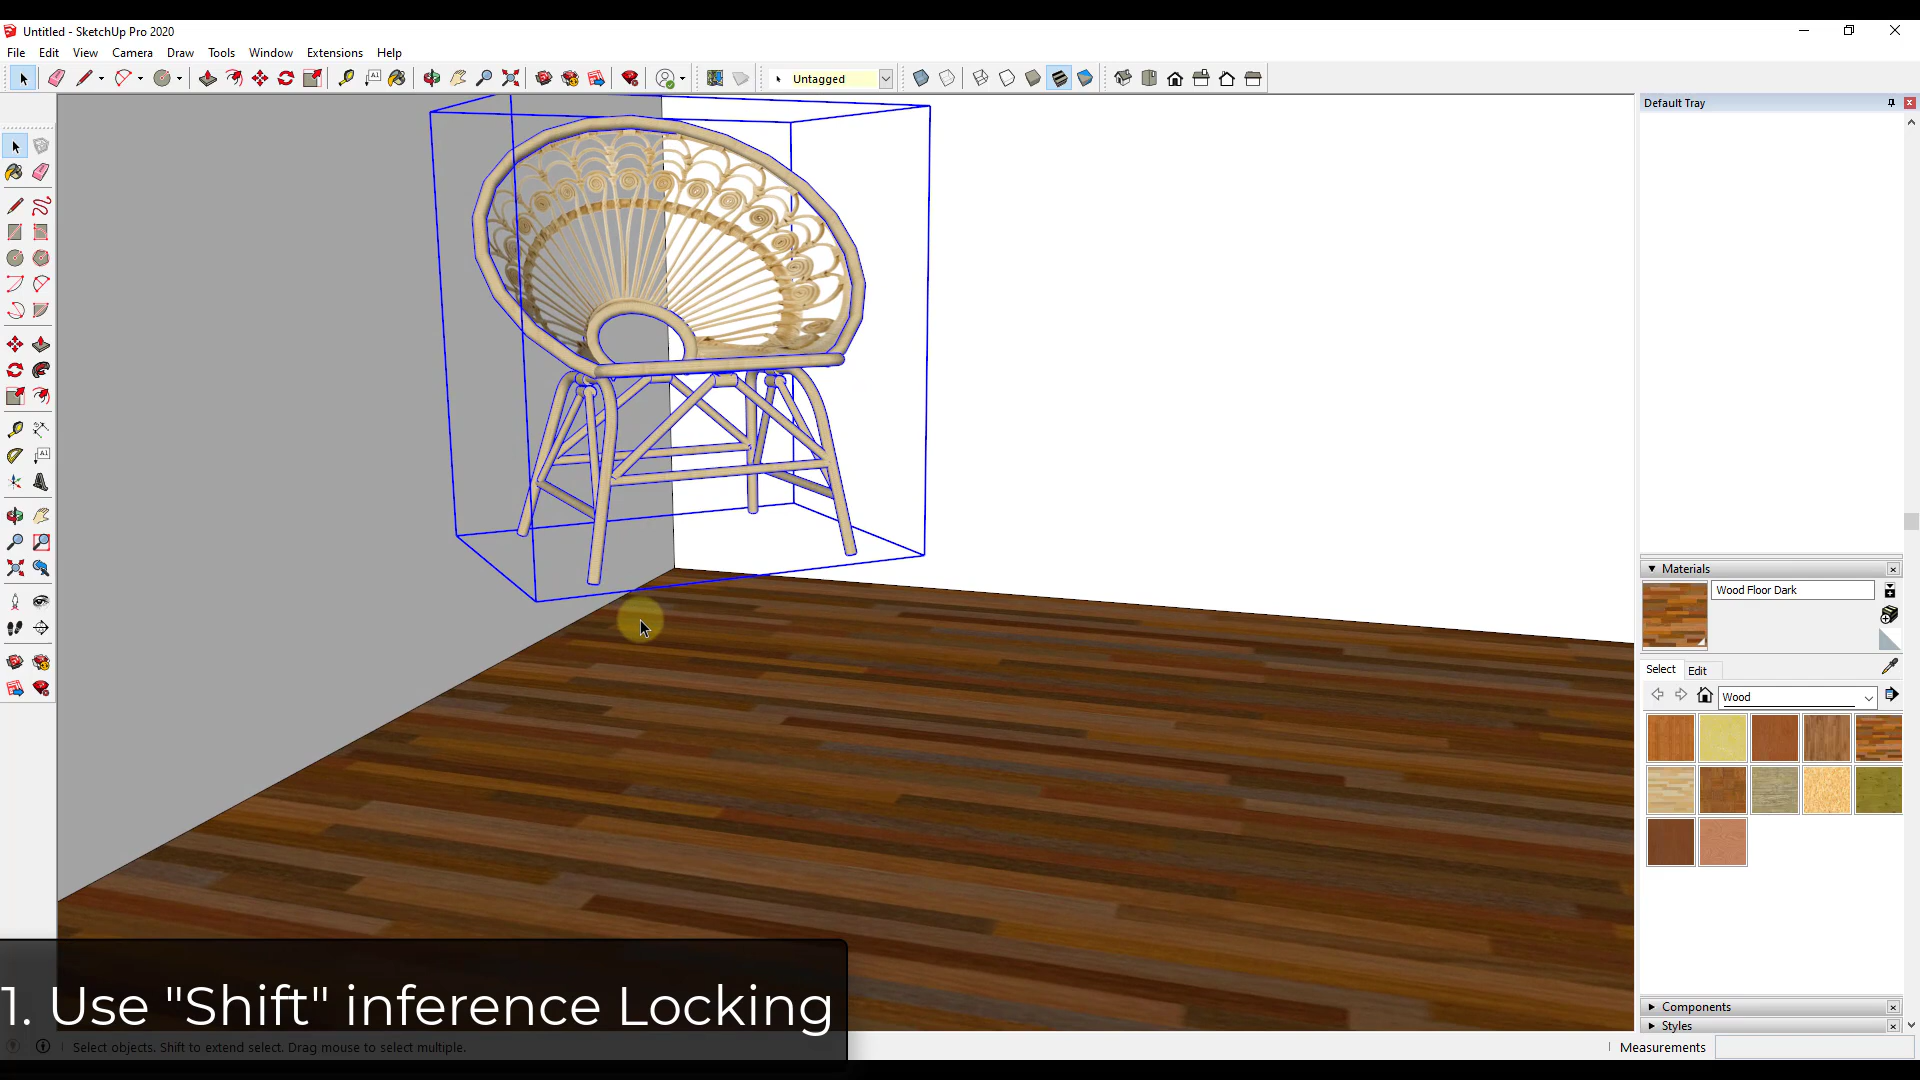 Untitled - SketchUp Pro 2020
File Edit View Camera Draw Tools Window Extensions Help
A1
Untagged
Default Tray
A1
Materials
Wood Floor Dark
Select Edit
Wood
1. Use "Shift" inference Locking
Components
Styles
Select objects. Shift to extend select. Drag mouse to select multiple.
Measurements